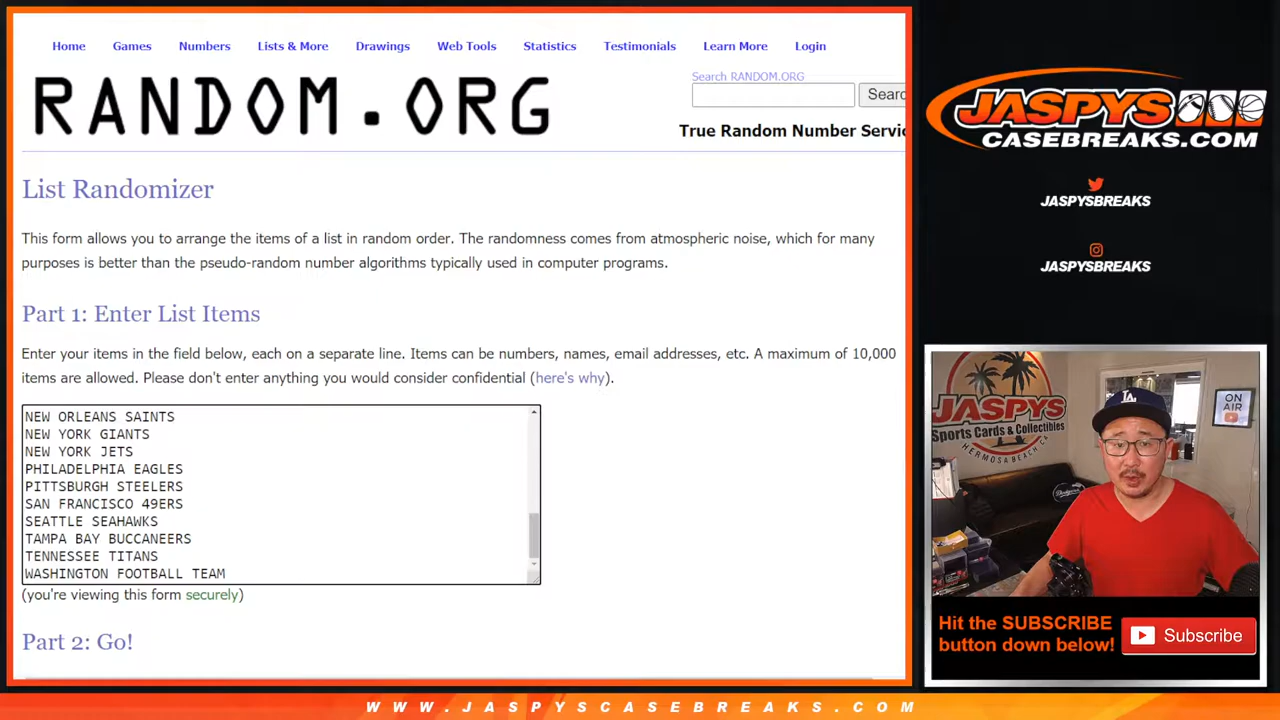 Home Games Numbers Lists & More Drawings Web Tools Statistics Testimonials Learn More Login
RANDOM.ORG
Search RANDOM.ORG
Searc
True Random Number Servic
List Randomizer
This form allows you to arrange the items of a list in random order. The randomness comes from atmospheric noise, which for many
purposes is better than the pseudo-random number algorithms typically used in computer programs.
Part 1: Enter List Items
Enter your items in the field below, each on a separate line. Items can be numbers, names, email addresses, etc. A maximum of 10,000
items are allowed. Please don't enter anything you would consider confidential (here's why).
NEW ORLEANS SAINTS
NEW YORK GIANTS
NEW YORK JETS
PHILADELPHIA EAGLES
PITTSBURGH STEELERS
SAN FRANCISCO 49ERS
SEATTLE SEAHAWKS
TAMPA BAY BUCCANEERS
TENNESSEE TITANS
WASHINGTON FOOTBALL TEAM
(you're viewing this form securely)
Part 2: Go!
JASPYS
CASEBREAKS.COM
JASPYSBREAKS
JASPYSBREAKS
JASPYS
Sports Cards & Collectibles
HERMOSA BEACH CA
ON
AIR
LA
Dodgers
Hit the SUBSCRIBE
button down below!
Subscribe
WWW.JASPYSCASEBREAKS.COM